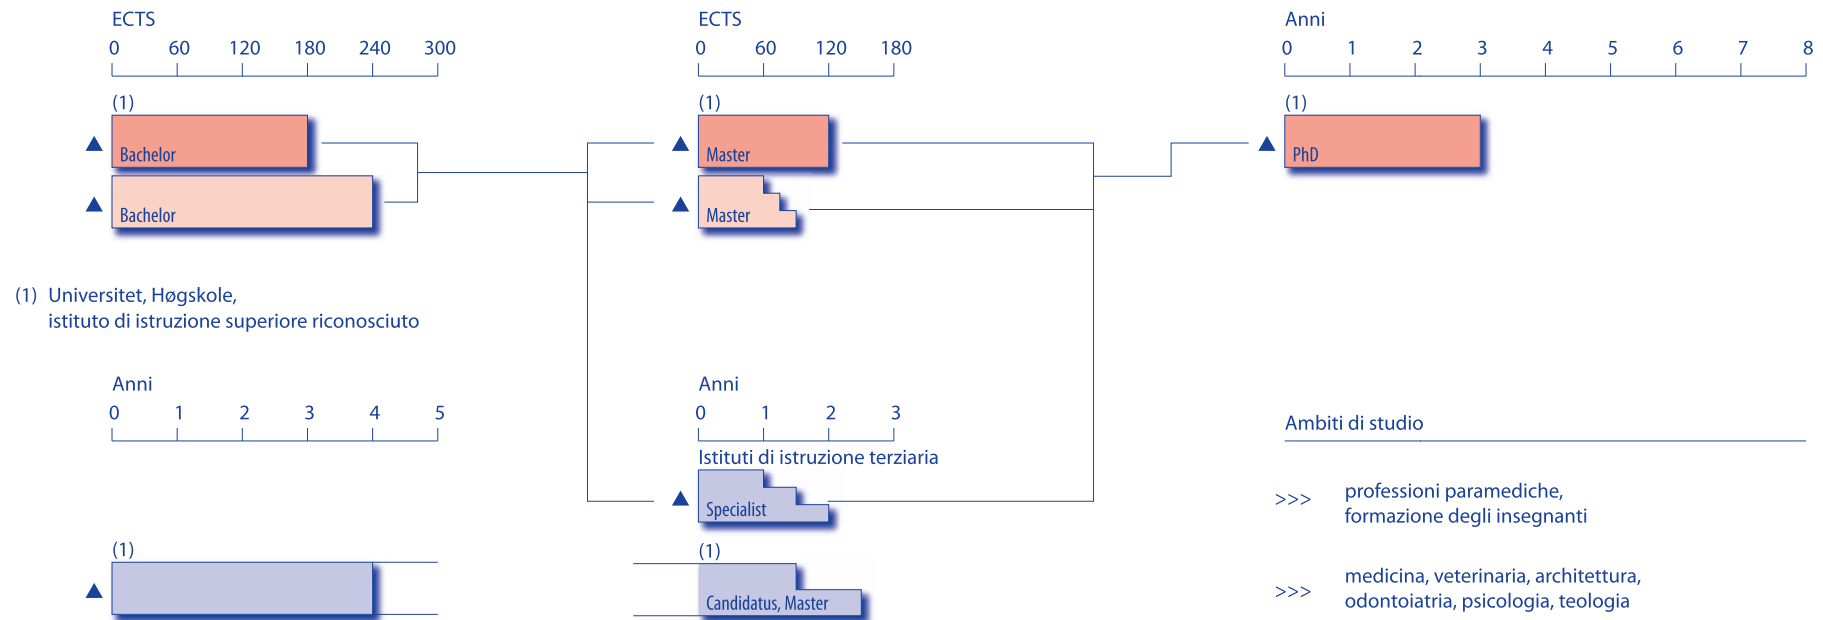 ECTS
0 60 120 180 240 300
ECTS
0 60 120 180
Anni
0 1 2 3 4 5 6 7 8
(1)
Bachelor
Bachelor
(1)
Master
Master
(1)
PhD
(1) Universitet, Høgskole,
istituto di istruzione superiore riconosciuto
Anni
0 1 2 3 4 5
Anni
0 1 2 3
Istituti di istruzione terziaria
Specialist
(1)
(1)
Candidatus, Master
Ambiti di studio
>>> professioni paramediche,
formazione degli insegnanti
>>> medicina, veterinaria, architettura,
odontoiatria, psicologia, teologia